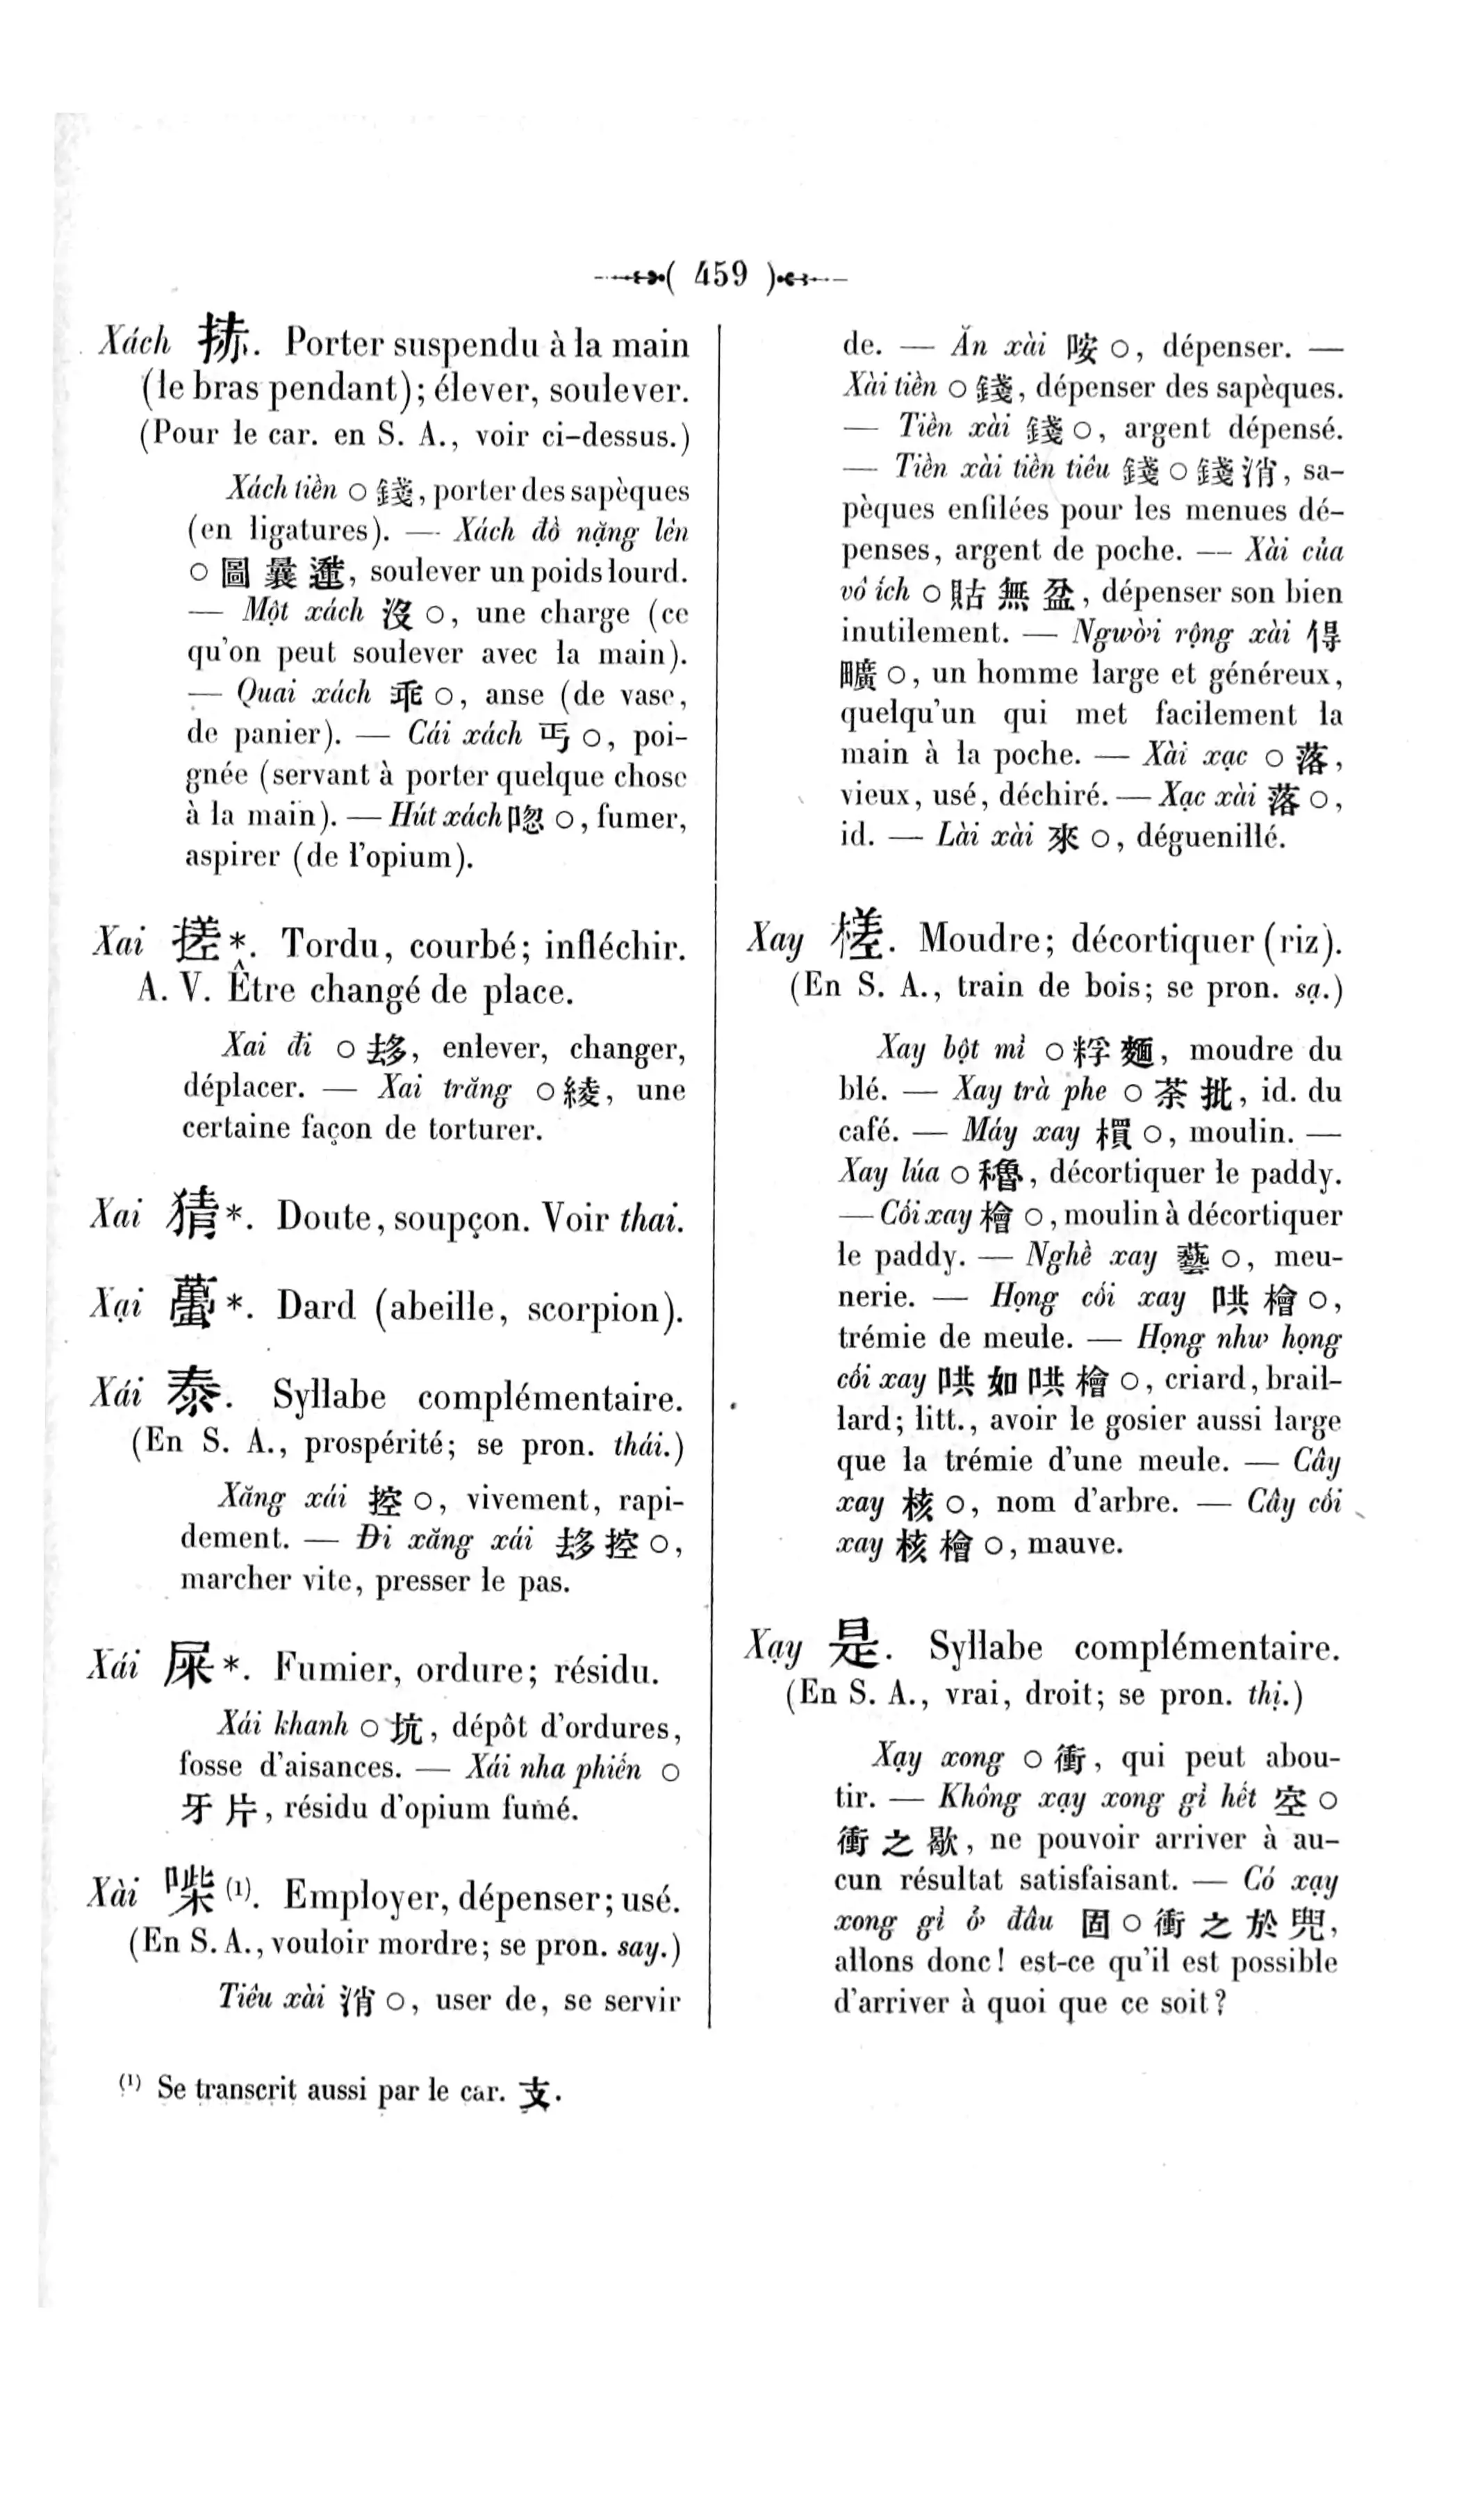 ( 459 )
Xách 捇. Porter suspendu à la main
(le bras pendant); élever, soulever.
(Pour le car. en S. A., voir ci-dessus.)
Xách tiền ○ 錢, porter des sapèques
(en ligatures). — Xách đồ nặng lên
○ 圖 曩 𨖲, soulever un poids lourd.
— Một xách 沒 ○, une charge (ce
qu'on peut soulever avec la main).
— Quai xách 乖 ○, anse (de vase,
de panier). — Cái xách 丐 ○, poi-
gnée (servant à porter quelque chose
à la main). — Hút xách 唿 ○, fumer,
aspirer (de l'opium).
Xai 搓 *. Tordu, courbé; infléchir.
A. V. Être changé de place.
Xai đi ○ 𠫾, enlever, changer,
déplacer. — Xai trăng ○ 綾, une
certaine façon de torturer.
Xai 猜 *. Doute, soupçon. Voir thai.
Xại 蠆 *. Dard (abeille, scorpion).
Xái 泰. Syllabe complémentaire.
(En S. A., prospérité; se pron. thái.)
Xăng xái 控 ○, vivement, rapi-
dement. — Đi xăng xái 𠫾 控 ○,
marcher vite, presser le pas.
Xái 屎 *. Fumier, ordure; résidu.
Xái khanh ○ 坑, dépôt d'ordures,
fosse d'aisances. — Xái nha phiến ○
牙 片, résidu d'opium fumé.
Xài 喍 (1). Employer, dépenser; usé.
(En S. A., vouloir mordre; se pron. say.)
Tiêu xài 消 ○, user de, se servir
(1) Se transcrit aussi par le car. 支.
de. — Ăn xài 咹 ○, dépenser. —
Xài tiền ○ 錢, dépenser des sapèques.
— Tiền xài 錢 ○, argent dépensé.
— Tiền xài tiền tiêu 錢 ○ 錢 消, sa-
pèques enfilées pour les menues dé-
penses, argent de poche. — Xài của
vô ích ○ 貼 無 盆, dépenser son bien
inutilement. — Người rộng xài 㝵
曠 ○, un homme large et généreux,
quelqu'un qui met facilement la
main à la poche. — Xài xạc ○ 落,
vieux, usé, déchiré. — Xạc xài 落 ○,
id. — Lài xài 來 ○, déguenillé.
Xay 槎. Moudre; décortiquer (riz).
(En S. A., train de bois; se pron. sạ.)
Xay bột mì ○ 粰 麵, moudre du
blé. — Xay trà phe ○ 茶 批, id. du
café. — Máy xay 槓 ○, moulin. —
Xay lúa ○ 穭, décortiquer le paddy.
— Cối xay 檜 ○, moulin à décortiquer
le paddy. — Nghề xay 藝 ○, meu-
nerie. — Họng cối xay 哄 檜 ○,
trémie de meule. — Họng như họng
cối xay 哄 如 哄 檜 ○, criard, brail-
lard; litt., avoir le gosier aussi large
que la trémie d'une meule. — Cây
xay 核 ○, nom d'arbre. — Cây cối
xay 核 檜 ○, mauve.
Xạy 是. Syllabe complémentaire.
(En S. A., vrai, droit; se pron. thị.)
Xạy xong ○ 衝, qui peut abou-
tir. — Không xạy xong gì hết 空 ○
衝 之 歇, ne pouvoir arriver à au-
cun résultat satisfaisant. — Có xạy
xong gì ở đâu 固 ○ 衝 之 於 兜,
allons donc! est-ce qu'il est possible
d'arriver à quoi que ce soit?